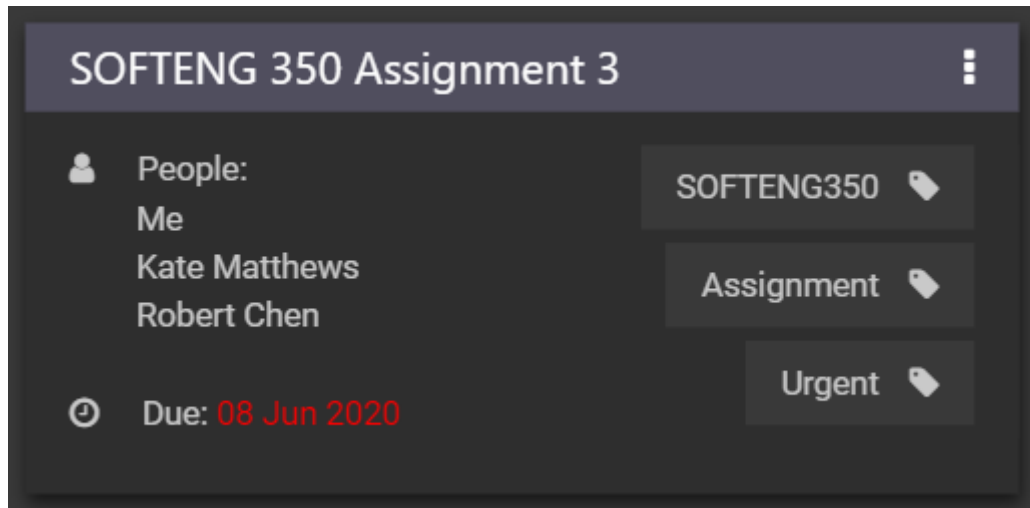 SOFTENG 350 Assignment 3
People:
Me
Kate Matthews
Robert Chen
Due: 08 Jun 2020
SOFTENG350
Assignment
Urgent